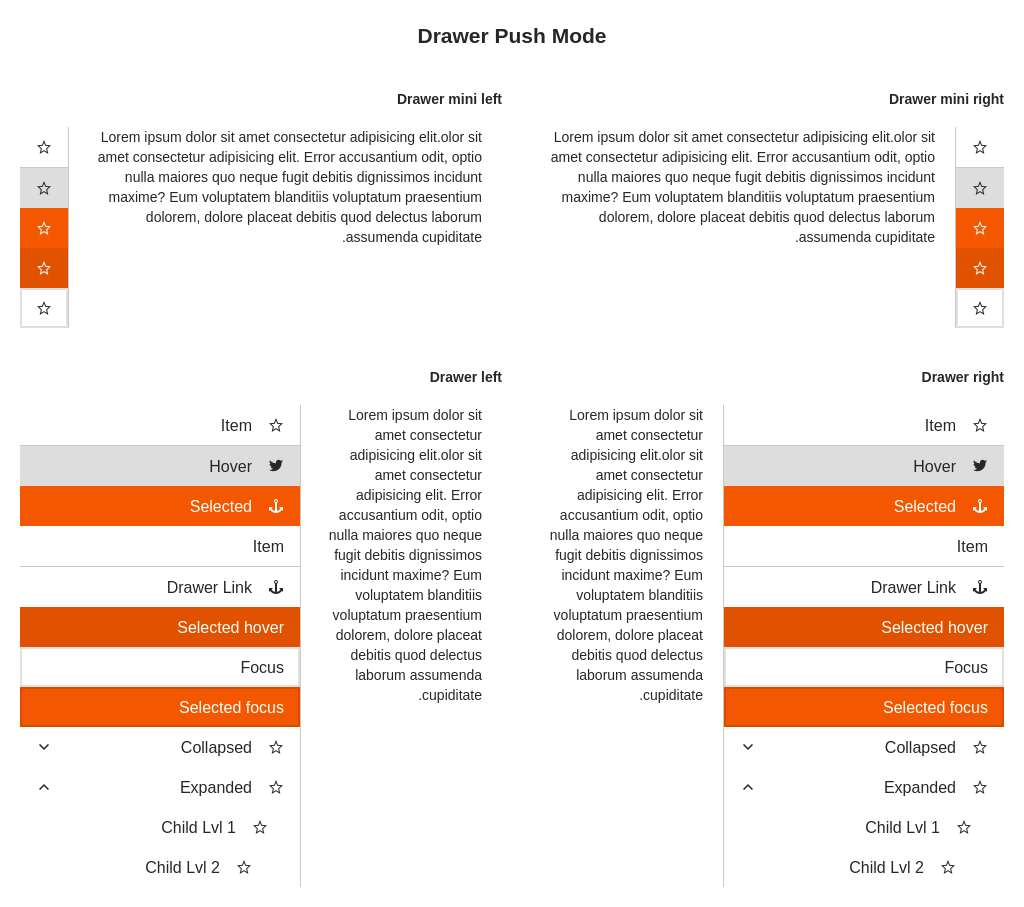 Drawer Push Mode
Drawer mini left
Lorem ipsum dolor sit amet consectetur adipisicing elit.olor sit
amet consectetur adipisicing elit. Error accusantium odit, optio
nulla maiores quo neque fugit debitis dignissimos incidunt
maxime? Eum voluptatem blanditiis voluptatum praesentium
dolorem, dolore placeat debitis quod delectus laborum
.assumenda cupiditate
Drawer mini right
Lorem ipsum dolor sit amet consectetur adipisicing elit.olor sit
amet consectetur adipisicing elit. Error accusantium odit, optio
nulla maiores quo neque fugit debitis dignissimos incidunt
maxime? Eum voluptatem blanditiis voluptatum praesentium
dolorem, dolore placeat debitis quod delectus laborum
.assumenda cupiditate
Drawer left
Item
Hover
Selected
Item
Drawer Link
Selected hover
Focus
Selected focus
Collapsed
Expanded
Child Lvl 1
Child Lvl 2
Lorem ipsum dolor sit
amet consectetur
adipisicing elit.olor sit
amet consectetur
adipisicing elit. Error
accusantium odit, optio
nulla maiores quo neque
fugit debitis dignissimos
incidunt maxime? Eum
voluptatem blanditiis
voluptatum praesentium
dolorem, dolore placeat
debitis quod delectus
laborum assumenda
.cupiditate
Drawer right
Lorem ipsum dolor sit
amet consectetur
adipisicing elit.olor sit
amet consectetur
adipisicing elit. Error
accusantium odit, optio
nulla maiores quo neque
fugit debitis dignissimos
incidunt maxime? Eum
voluptatem blanditiis
voluptatum praesentium
dolorem, dolore placeat
debitis quod delectus
laborum assumenda
.cupiditate
Item
Hover
Selected
Item
Drawer Link
Selected hover
Focus
Selected focus
Collapsed
Expanded
Child Lvl 1
Child Lvl 2